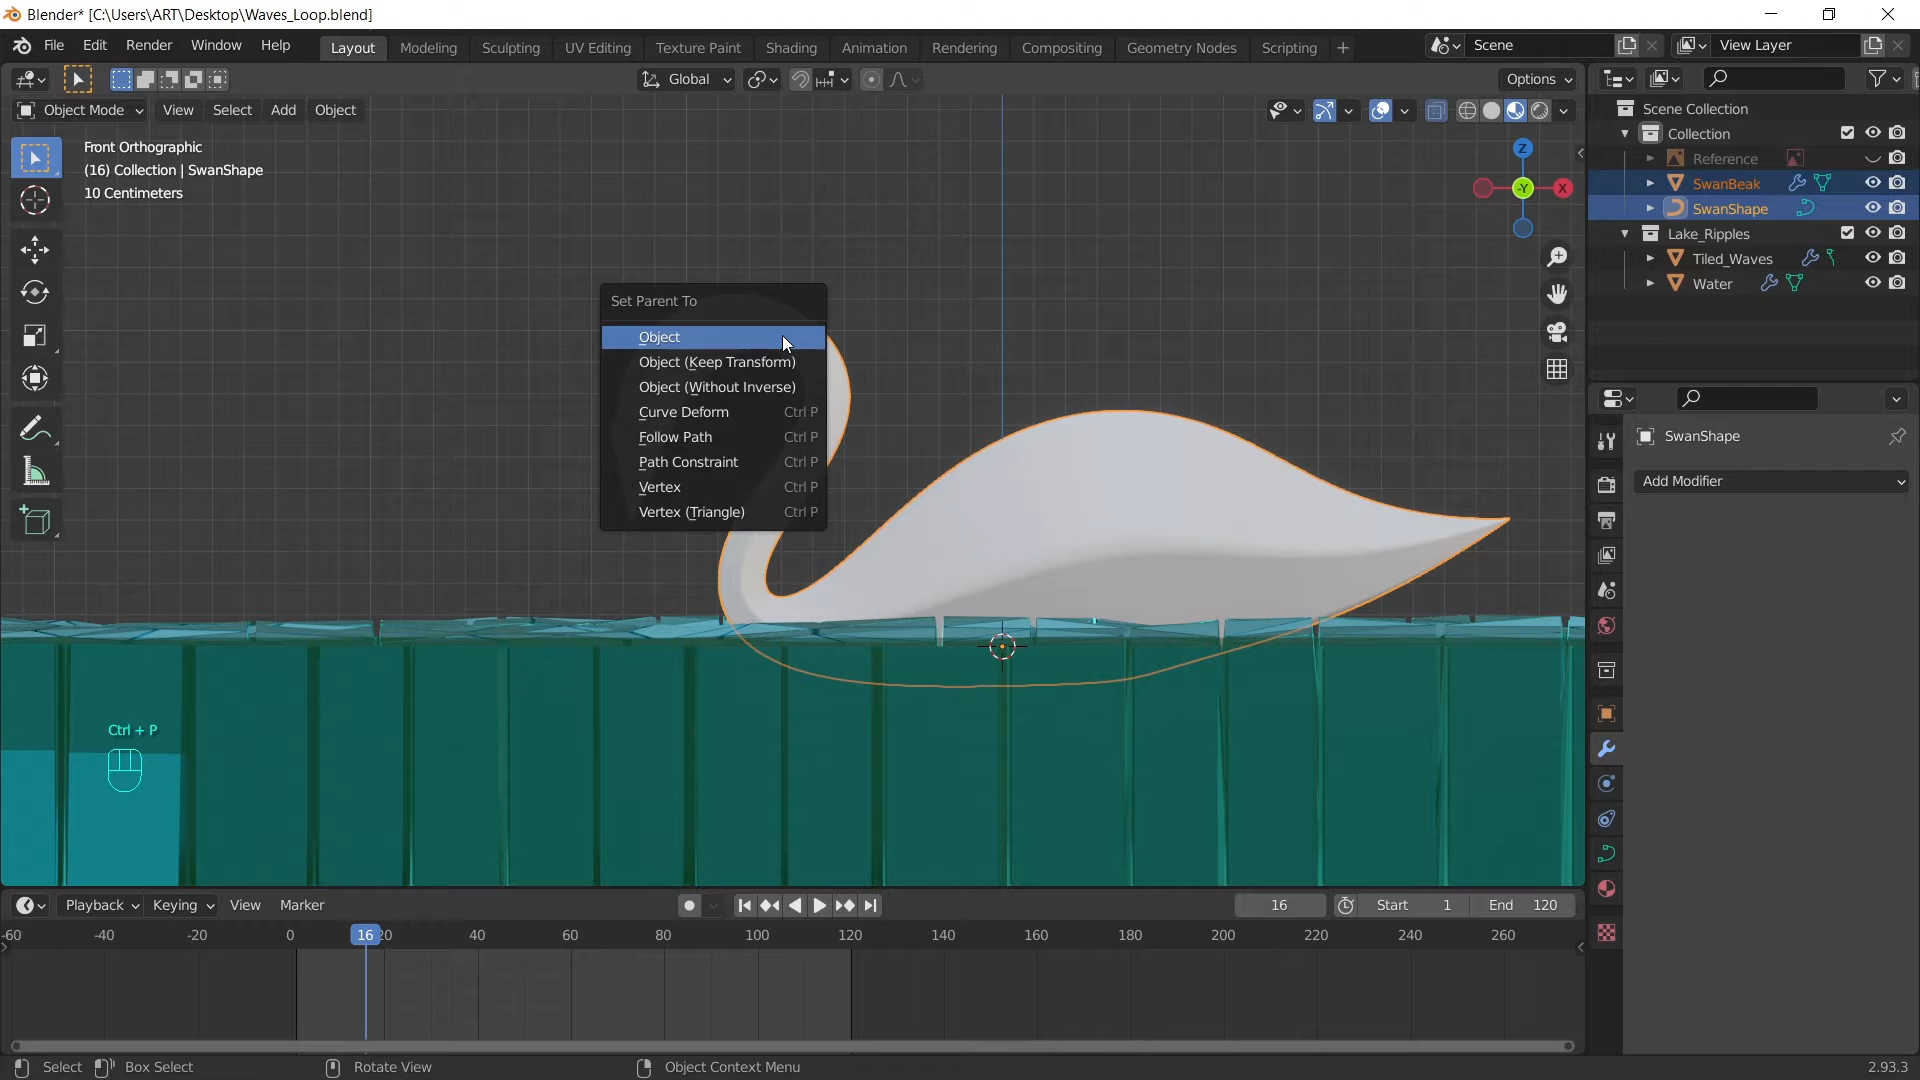 Blender* [C:\Users\ART\Desktop\Waves_Loop.blend]
File Edit Render Window Help
Layout Modeling Sculpting UV Editing Texture Paint Shading Animation Rendering Compositing Geometry Nodes Scripting +
Scene
View Layer
Global
Options
Object Mode View Select Add Object
Front Orthographic
(16) Collection | SwanShape
10 Centimeters
Z
X
-Y
Set Parent To
Object
Object (Keep Transform)
Object (Without Inverse)
Curve Deform Ctrl P
Follow Path Ctrl P
Path Constraint Ctrl P
Vertex Ctrl P
Vertex (Triangle) Ctrl P
Ctrl + P
Scene Collection
Collection
Reference
SwanBeak
SwanShape
Lake_Ripples
Tiled_Waves
Water
SwanShape
Add Modifier
Playback Keying View Marker
16
Start 1
End 120
-60 -40 -20 0 16 20 40 60 80 100 120 140 160 180 200 220 240 260
Select Box Select Rotate View Object Context Menu
2.93.3